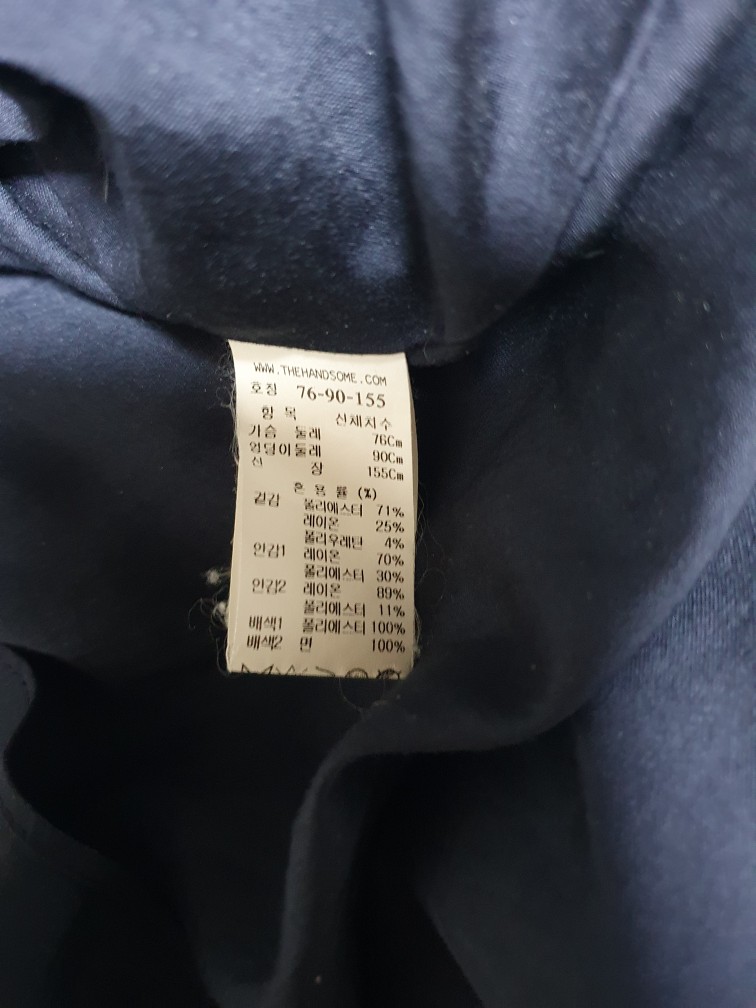 WWW.THEHANDSOME.COM
호칭 76-90-155
항 목 신체치수
가슴 둘레 76Cm
엉덩이둘레 90Cm
신 장 155Cm
혼 용 률 (%)
겉감 폴리에스터 71%
레이온 25%
폴리우레탄 4%
안감1 레이온 70%
폴리에스터 30%
안감2 레이온 89%
폴리에스터 11%
배색1 폴리에스터 100%
배색2 면 100%